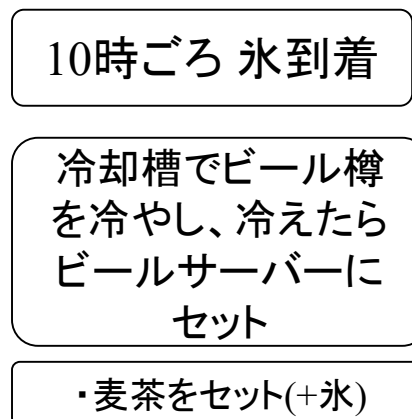 10時ごろ 氷到着
冷却槽でビール樽
を冷やし、冷えたら
ビールサーバーに
セット
・麦茶をセット(+氷)